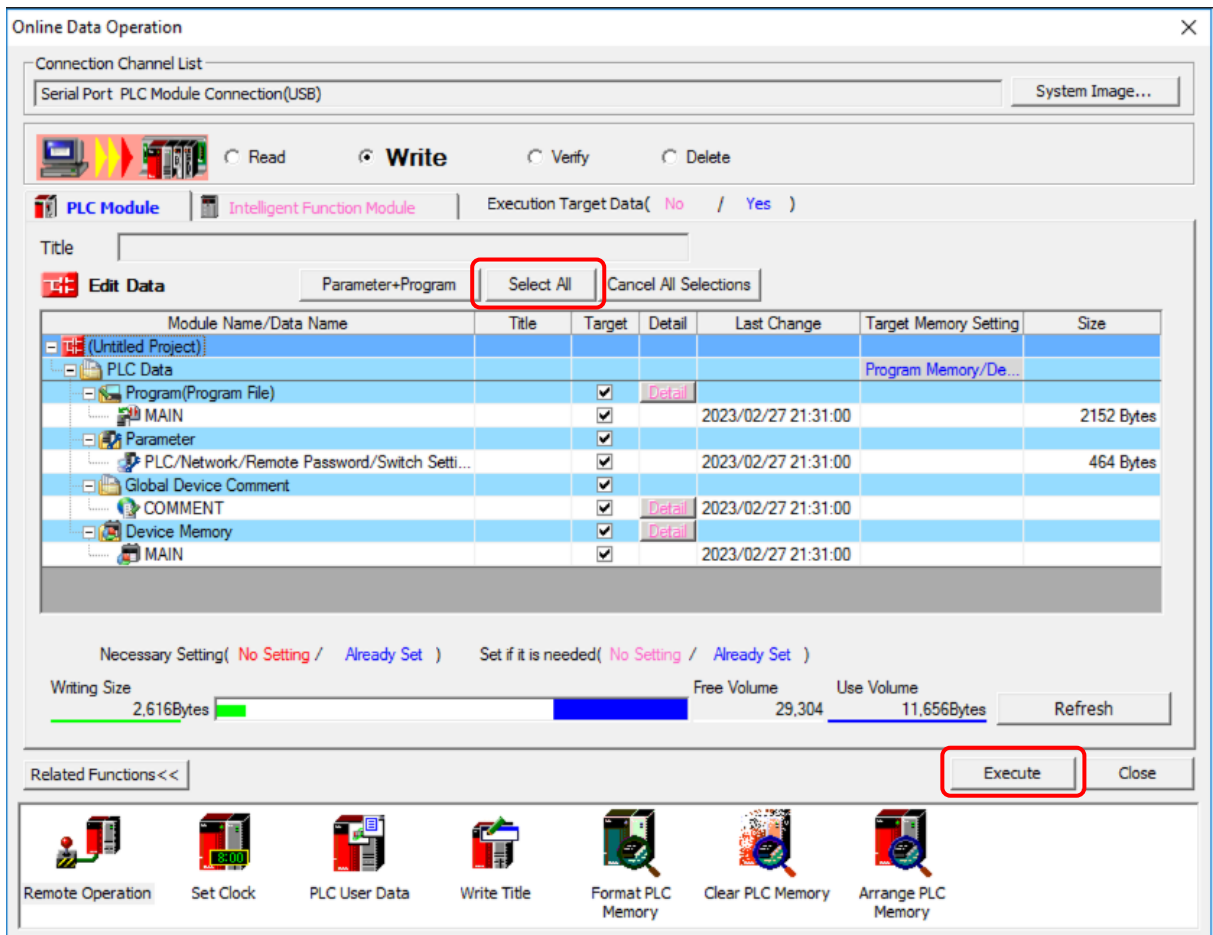 Online Data Operation
Connection Channel List
Serial Port PLC Module Connection(USB)
System Image...
Read Write Verify Delete
PLC Module Intelligent Function Module Execution Target Data( No / Yes )
Title
Edit Data Parameter+Program Select All Cancel All Selections
Module Name/Data Name Title Target Detail Last Change Target Memory Setting Size
(Untitled Project)
PLC Data Program Memory/De...
Program(Program File) Detail
MAIN 2023/02/27 21:31:00 2152 Bytes
Parameter
PLC/Network/Remote Password/Switch Setti... 2023/02/27 21:31:00 464 Bytes
Global Device Comment
COMMENT Detail 2023/02/27 21:31:00
Device Memory Detail
MAIN 2023/02/27 21:31:00
Necessary Setting( No Setting / Already Set ) Set if it is needed( No Setting / Already Set )
Writing Size Free Volume Use Volume
2,616Bytes 29,304 11,656Bytes Refresh
Related Functions<< Execute Close
8:00
Remote Operation Set Clock PLC User Data Write Title Format PLC Memory Clear PLC Memory Arrange PLC Memory